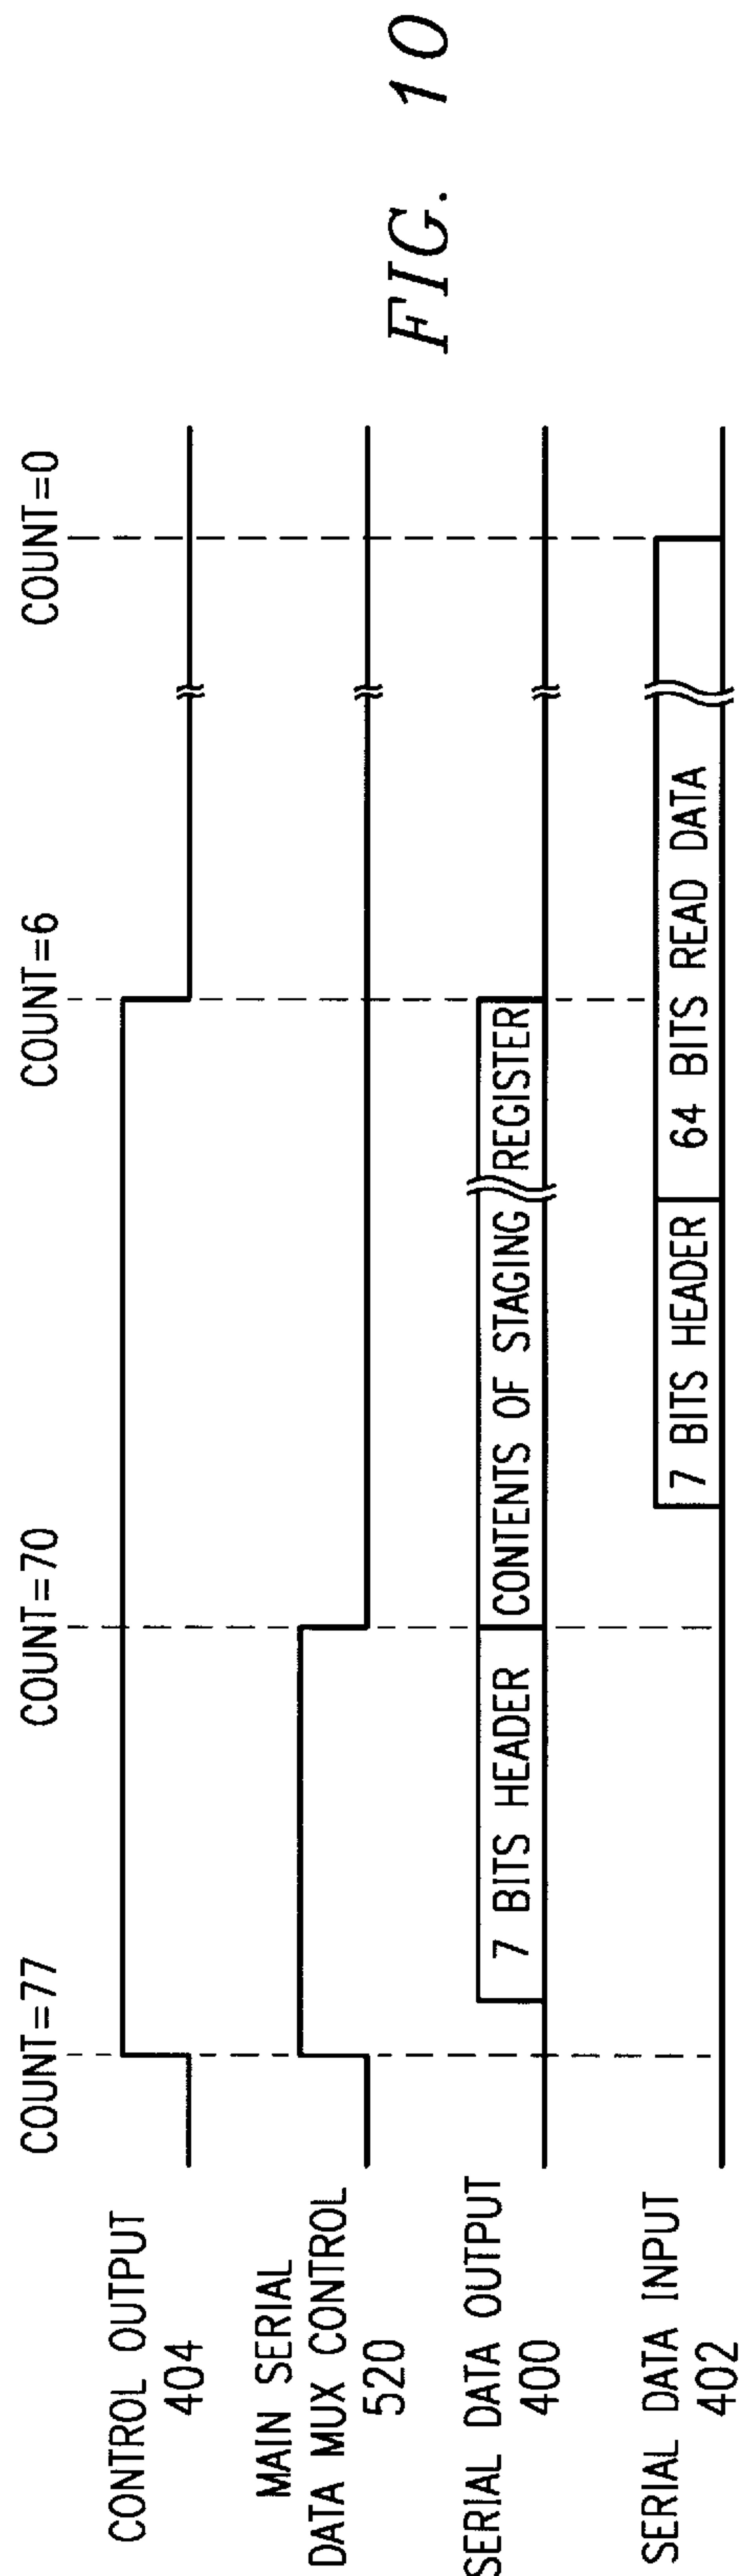 COUNT=77
COUNT=70
COUNT=6
COUNT=0
CONTROL OUTPUT
404
MAIN SERIAL
DATA MUX CONTROL
520
SERIAL DATA OUTPUT
400
7 BITS HEADER
CONTENTS OF STAGING REGISTER
SERIAL DATA INPUT
402
7 BITS HEADER
64 BITS READ DATA
FIG. 10